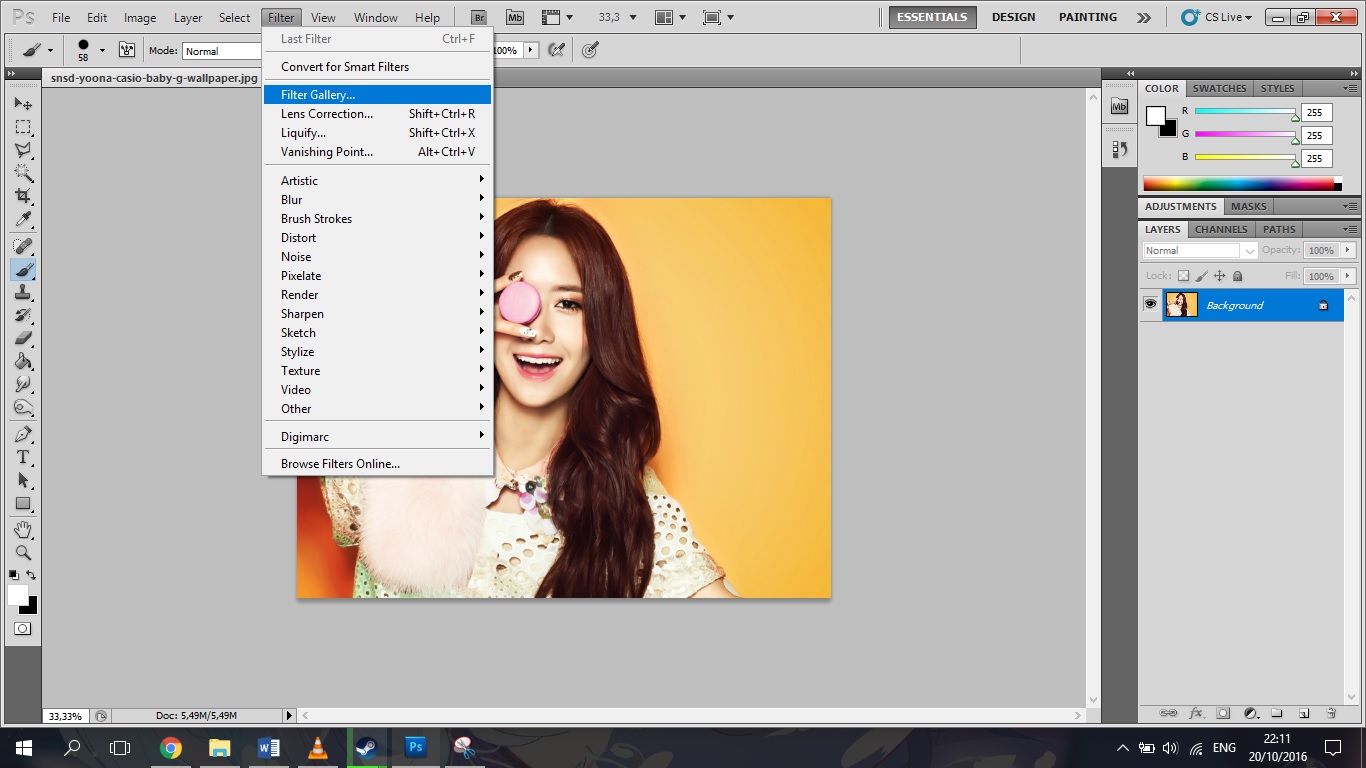 Ps File Edit Image Layer Select Filter View Window Help Br Mb 33,3 ESSENTIALS DESIGN PAINTING CS Live
58 Mode: Normal 100%
snsd-yoona-casio-baby-g-wallpaper.jpg
Last Filter Ctrl+F
Convert for Smart Filters
Filter Gallery...
Lens Correction... Shift+Ctrl+R
Liquify... Shift+Ctrl+X
Vanishing Point... Alt+Ctrl+V
Artistic
Blur
Brush Strokes
Distort
Noise
Pixelate
Render
Sharpen
Sketch
Stylize
Texture
Video
Other
Digimarc
Browse Filters Online...
Mb
COLOR SWATCHES STYLES
R 255
G 255
B 255
ADJUSTMENTS MASKS
LAYERS CHANNELS PATHS
Normal Opacity: 100%
Lock: Fill: 100%
Background
fx
T
33,33% Doc: 5,49M/5,49M
W Ps ENG 22:11
20/10/2016